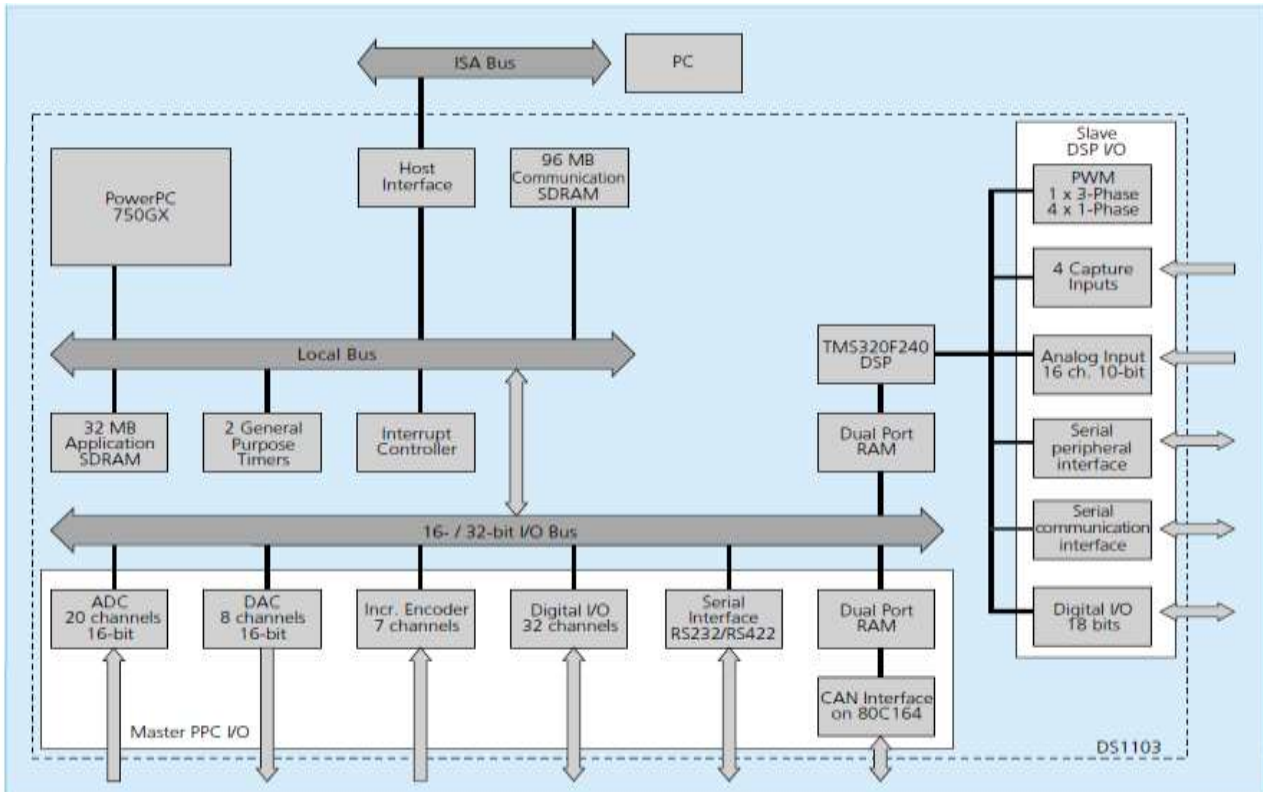 ISA Bus
PC
PowerPC
750GX
Host
Interface
96 MB
Communication
SDRAM
Slave
DSP I/O
PWM
1 x 3-Phase
4 x 1-Phase
4 Capture
Inputs
Local Bus
TMS320F240
DSP
Analog Input
16 ch. 10-bit
32 MB
Application
SDRAM
2 General
Purpose
Timers
Interrupt
Controller
Dual Port
RAM
Serial
peripheral
interface
16- / 32-bit I/O Bus
Serial
communication
interface
ADC
20 channels
16-bit
DAC
8 channels
16-bit
Incr. Encoder
7 channels
Digital I/O
32 channels
Serial
Interface
RS232/RS422
Dual Port
RAM
Digital I/O
18 bits
CAN Interface
on 80C164
Master PPC I/O
DS1103